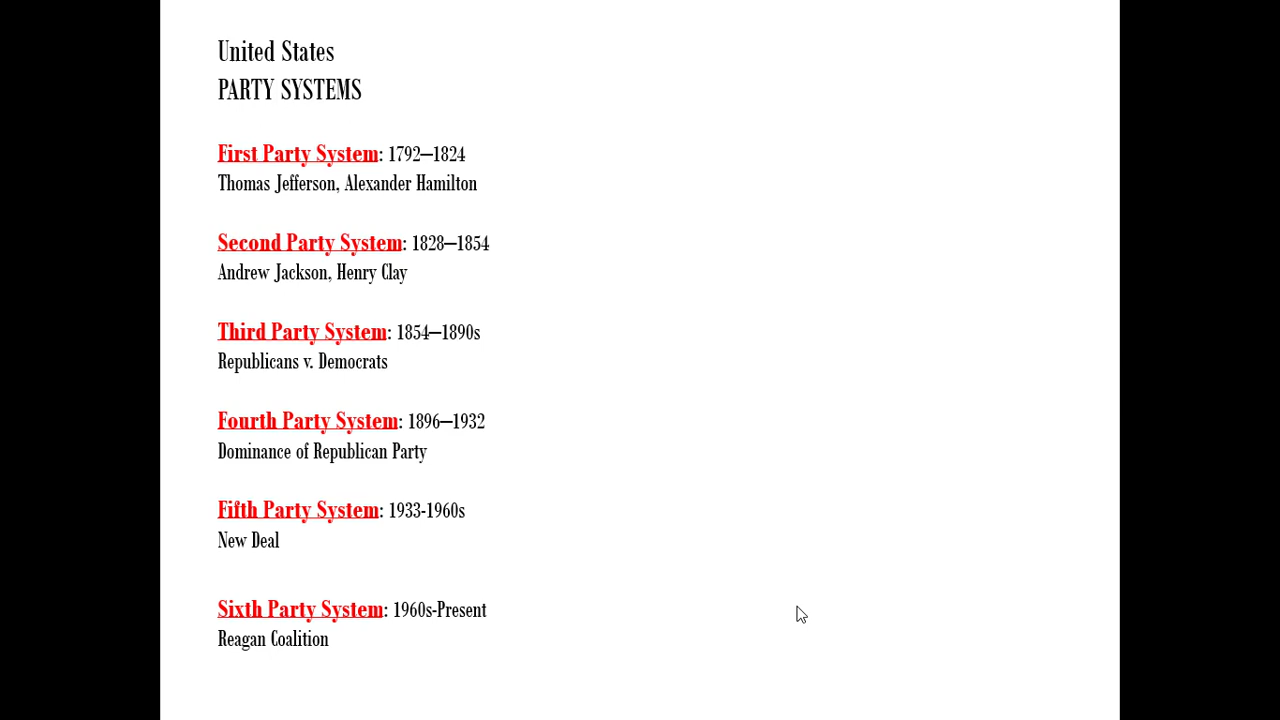 United States
PARTY SYSTEMS
First Party System: 1792–1824
Thomas Jefferson, Alexander Hamilton
Second Party System: 1828–1854
Andrew Jackson, Henry Clay
Third Party System: 1854–1890s
Republicans v. Democrats
Fourth Party System: 1896–1932
Dominance of Republican Party
Fifth Party System: 1933-1960s
New Deal
Sixth Party System: 1960s-Present
Reagan Coalition